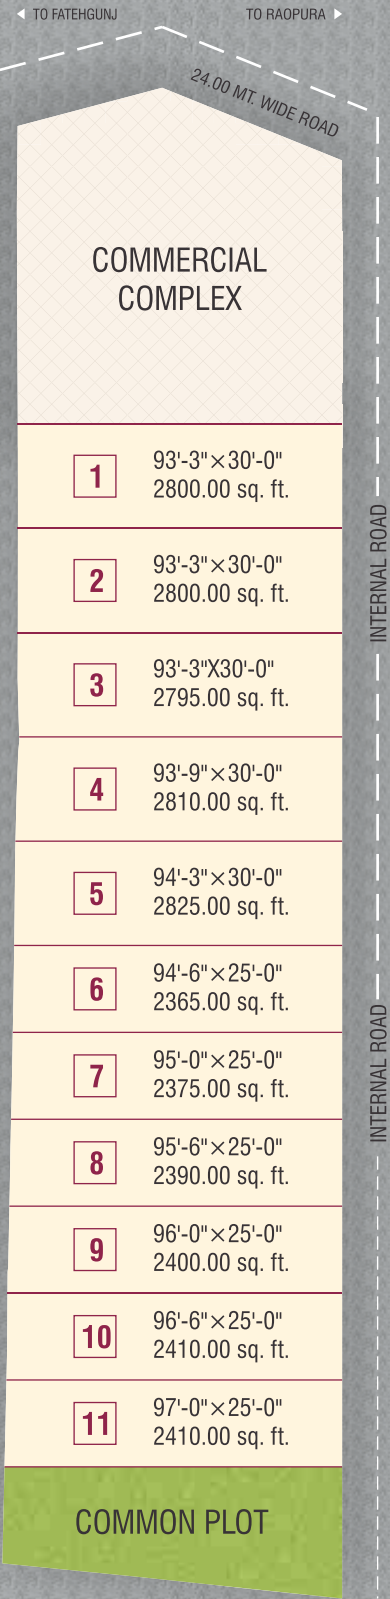 TO FATEHGUNJ
TO RAOPURA
24.00 MT. WIDE ROAD
COMMERCIAL
COMPLEX
1
93'-3"×30'-0"
2800.00 sq. ft.
2
93'-3"×30'-0"
2800.00 sq. ft.
INTERNAL ROAD
3
93'-3"X30'-0"
2795.00 sq. ft.
4
93'-9"×30'-0"
2810.00 sq. ft.
5
94'-3"×30'-0"
2825.00 sq. ft.
6
94'-6"×25'-0"
2365.00 sq. ft.
7
95'-0"×25'-0"
2375.00 sq. ft.
INTERNAL ROAD
8
95'-6"×25'-0"
2390.00 sq. ft.
9
96'-0"×25'-0"
2400.00 sq. ft.
10
96'-6"×25'-0"
2410.00 sq. ft.
11
97'-0"×25'-0"
2410.00 sq. ft.
COMMON PLOT